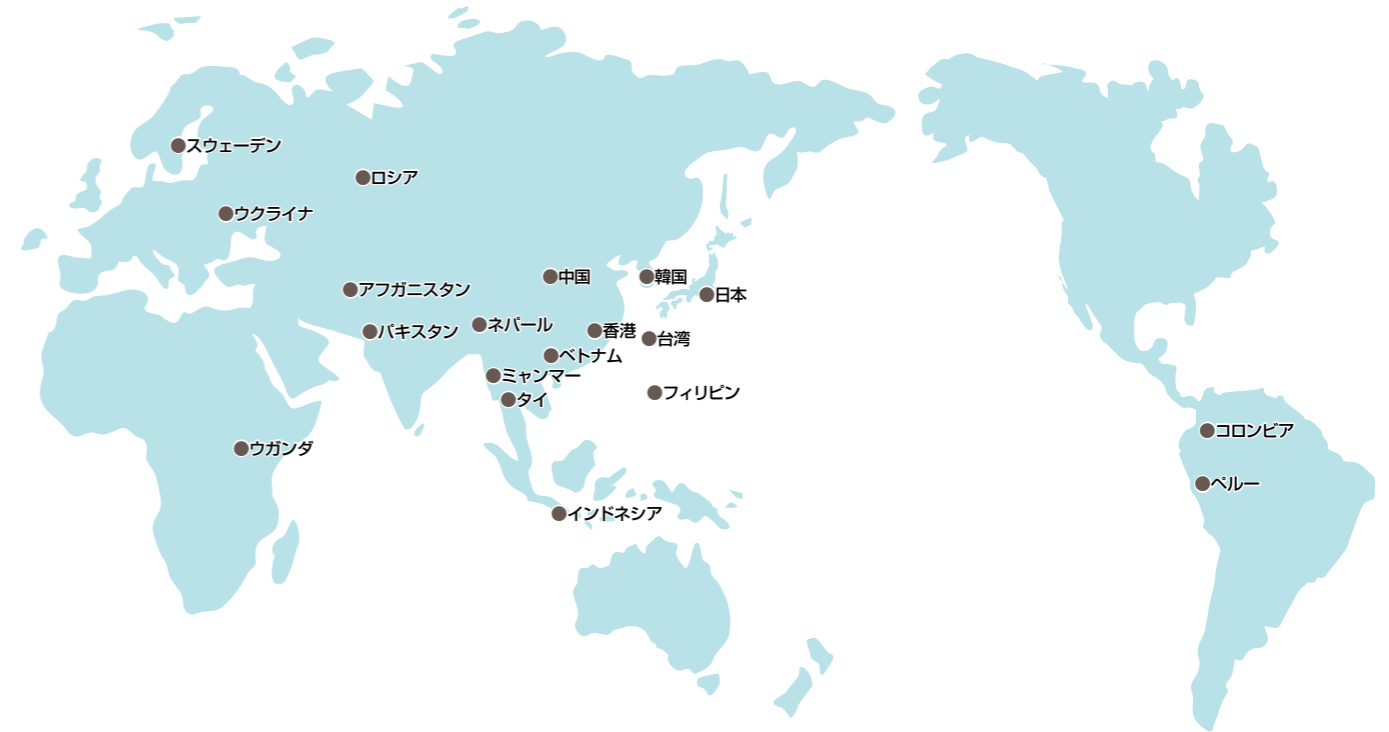 スウェーデン
ロシア
ウクライナ
中国
韓国
アフガニスタン
日本
ネパール
パキスタン
香港
台湾
ベトナム
ミャンマー
フィリピン
タイ
コロンビア
ウガンダ
ペルー
インドネシア